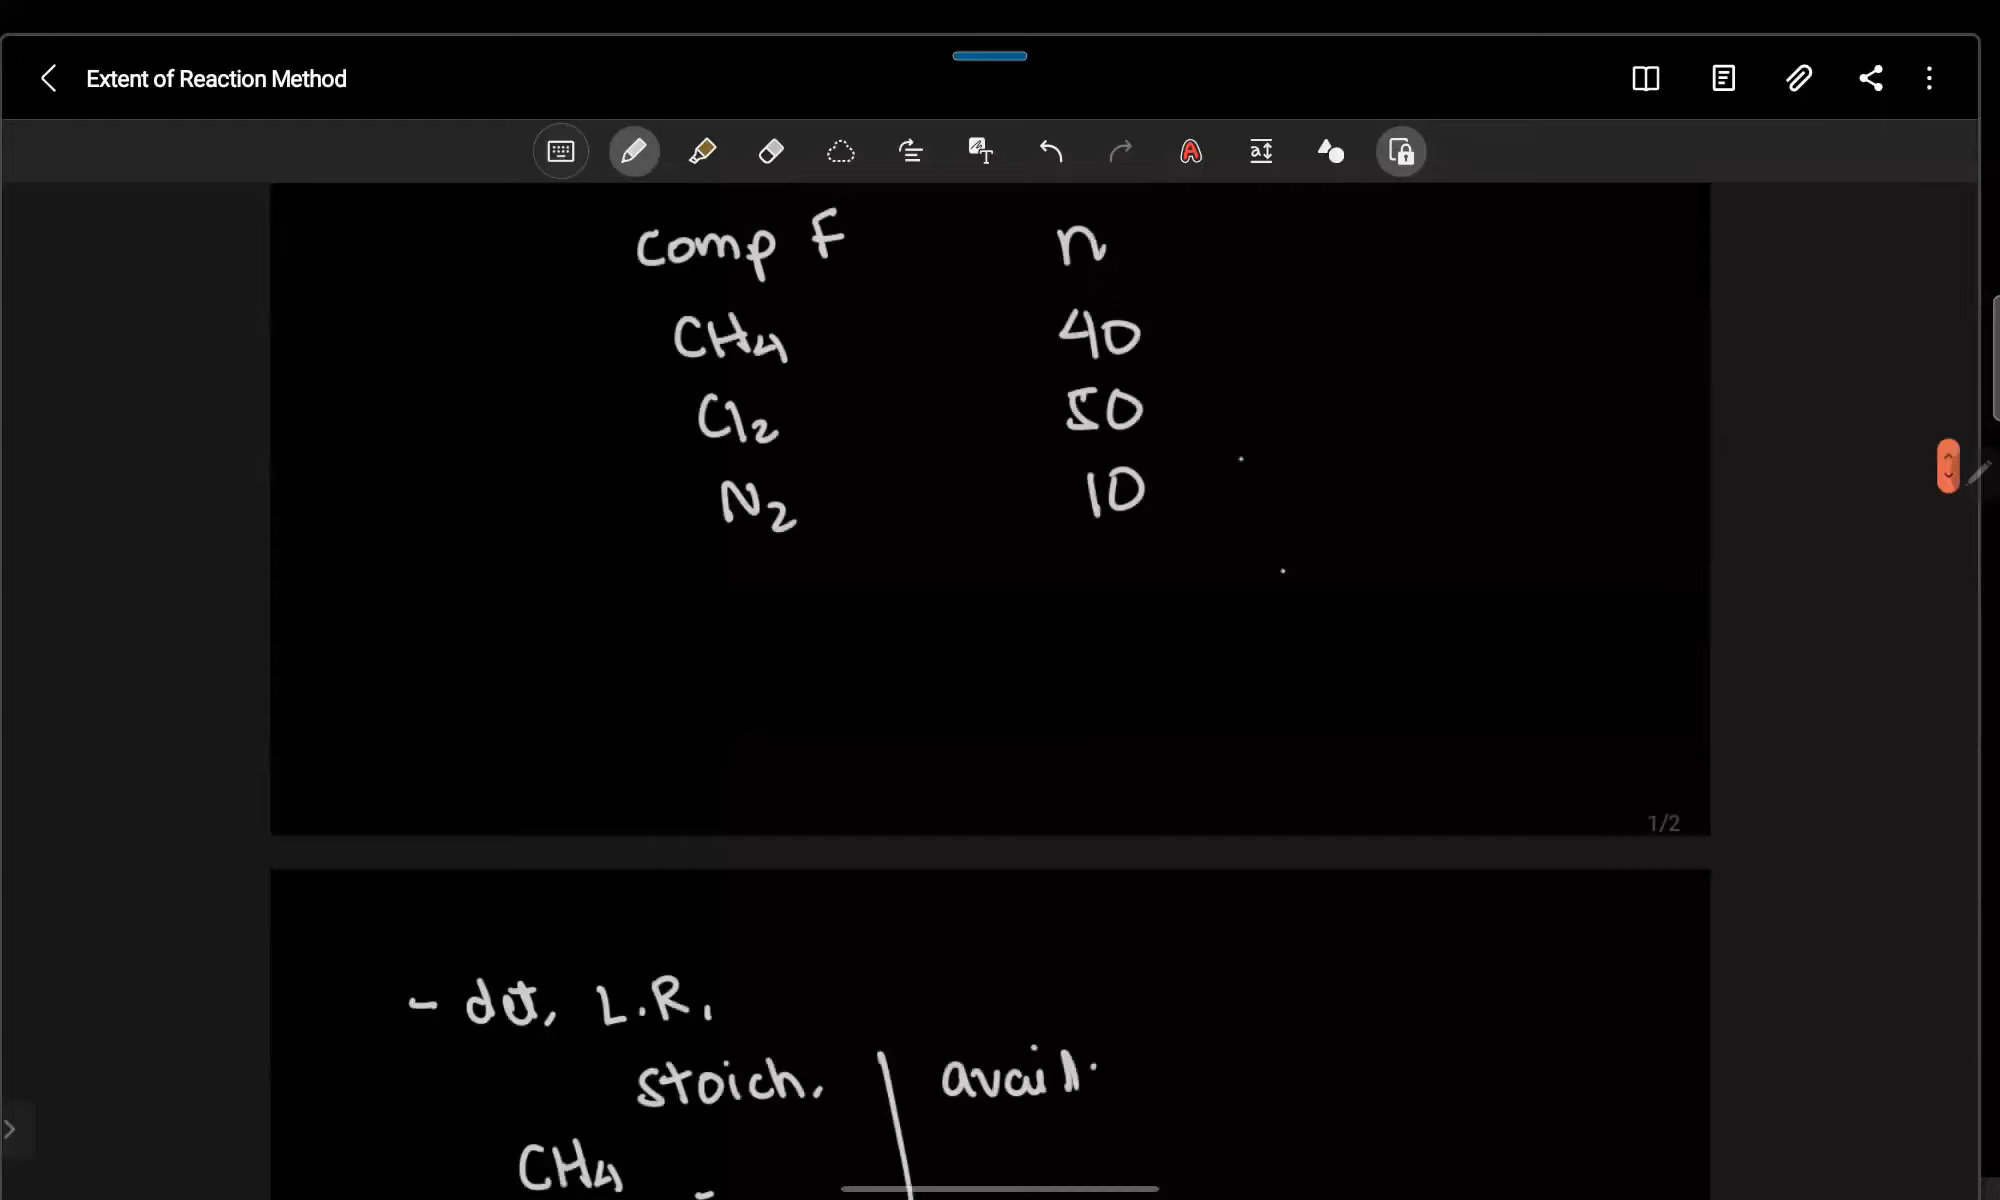 Extent of Reaction Method
Comp F n
CH4 40
Cl2 50
N2 10
1/2
- det, L.R.
stoich. | avail.
CH4